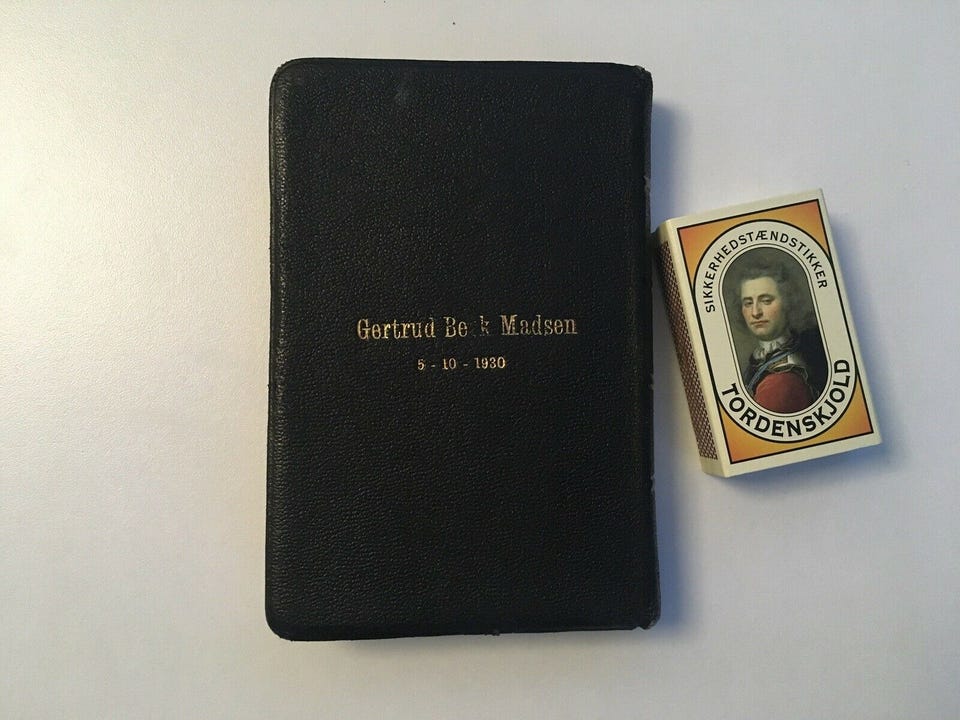 Gertrud Madsen
5 - 10 - 1930
SIKKERHEDSTÆNDSTIKKER
TORDENSKJOLD